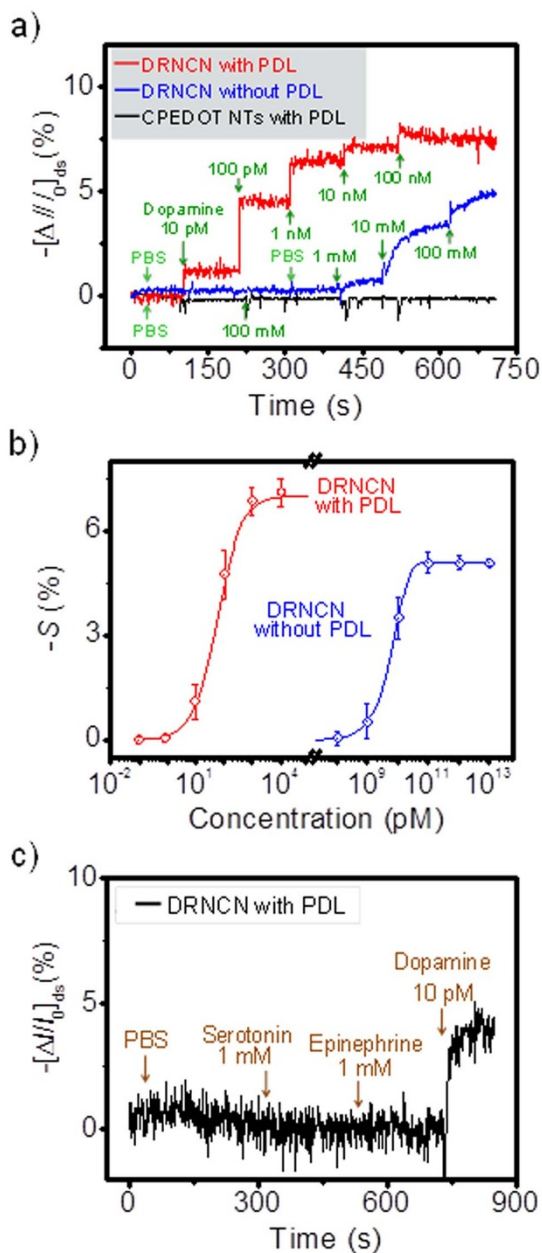 a)
DRNCN with PDL
DRNCN without PDL
CPEDOT NTs with PDL
-[Δ I/I₀]ds (%)
10
5
0
100 pM
Dopamine
10 pM
PBS
PBS
1 nM
PBS
10 nM
1 mM
100 nM
10 mM
100 mM
100 mM
0 150 300 450 600 750
Time (s)
b)
-S (%)
6
3
0
DRNCN
with PDL
DRNCN
without PDL
10⁻² 10¹ 10⁴ 10⁹ 10¹¹ 10¹³
Concentration (pM)
c)
-[ΔI/I₀]ds (%)
10
5
0
DRNCN with PDL
PBS
Serotonin
1 mM
Epinephrine
1 mM
Dopamine
10 pM
0 300 600 900
Time (s)